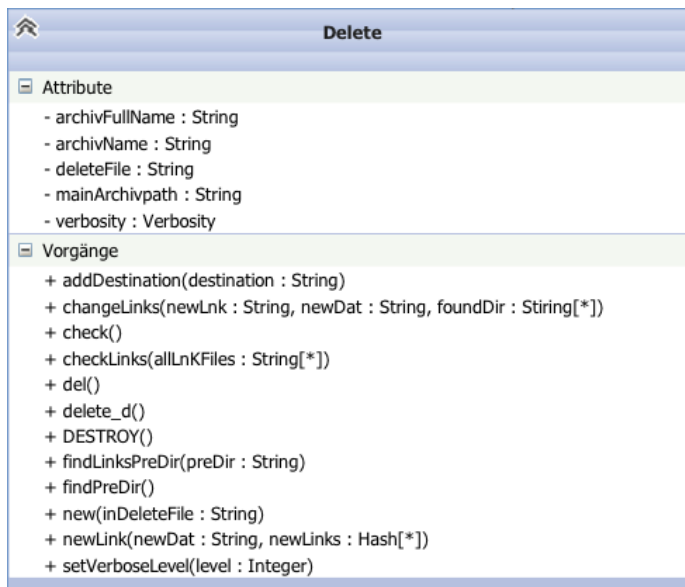 Delete
Attribute
- archivFullName : String
- archivName : String
- deleteFile : String
- mainArchivpath : String
- verbosity : Verbosity
Vorgänge
+ addDestination(destination : String)
+ changeLinks(newLnk : String, newDat : String, foundDir : Stiring[*])
+ check()
+ checkLinks(allLnKFiles : String[*])
+ del()
+ delete_d()
+ DESTROY()
+ findLinksPreDir(preDir : String)
+ findPreDir()
+ new(inDeleteFile : String)
+ newLink(newDat : String, newLinks : Hash[*])
+ setVerboseLevel(level : Integer)